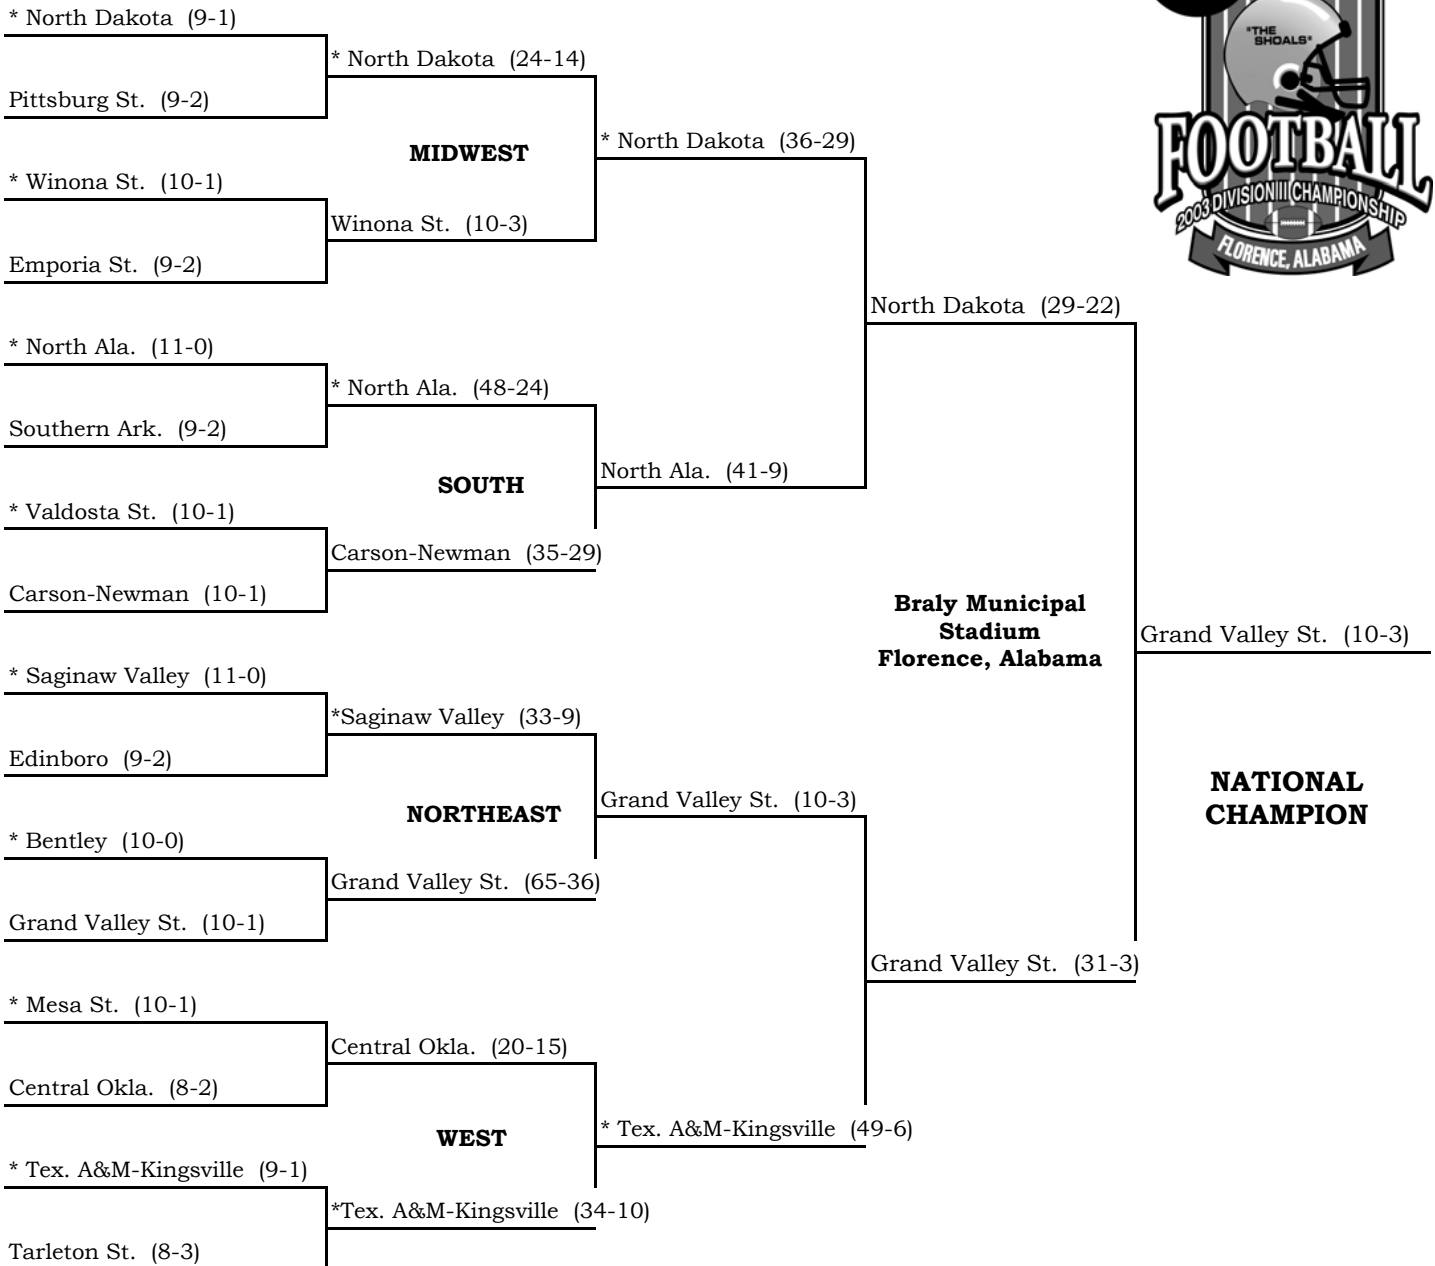 * North Dakota (9-1)
Pittsburg St. (9-2)
* Winona St. (10-1)
Emporia St. (9-2)
* North Ala. (11-0)
Southern Ark. (9-2)
* Valdosta St. (10-1)
Carson-Newman (10-1)
* Saginaw Valley (11-0)
Edinboro (9-2)
* Bentley (10-0)
Grand Valley St. (10-1)
* Mesa St. (10-1)
Central Okla. (8-2)
* Tex. A&M-Kingsville (9-1)
Tarleton St. (8-3)
* North Dakota (24-14)
MIDWEST
Winona St. (10-3)
* North Ala. (48-24)
SOUTH
Carson-Newman (35-29)
*Saginaw Valley (33-9)
NORTHEAST
Grand Valley St. (65-36)
Central Okla. (20-15)
WEST
*Tex. A&M-Kingsville (34-10)
* North Dakota (36-29)
North Ala. (41-9)
Grand Valley St. (10-3)
* Tex. A&M-Kingsville (49-6)
North Dakota (29-22)
Braly Municipal
Stadium
Florence, Alabama
Grand Valley St. (31-3)
Grand Valley St. (10-3)
NATIONAL
CHAMPION
"THE
SHOALS"
FOOTBALL
2003 DIVISION II CHAMPIONSHIP
FLORENCE, ALABAMA